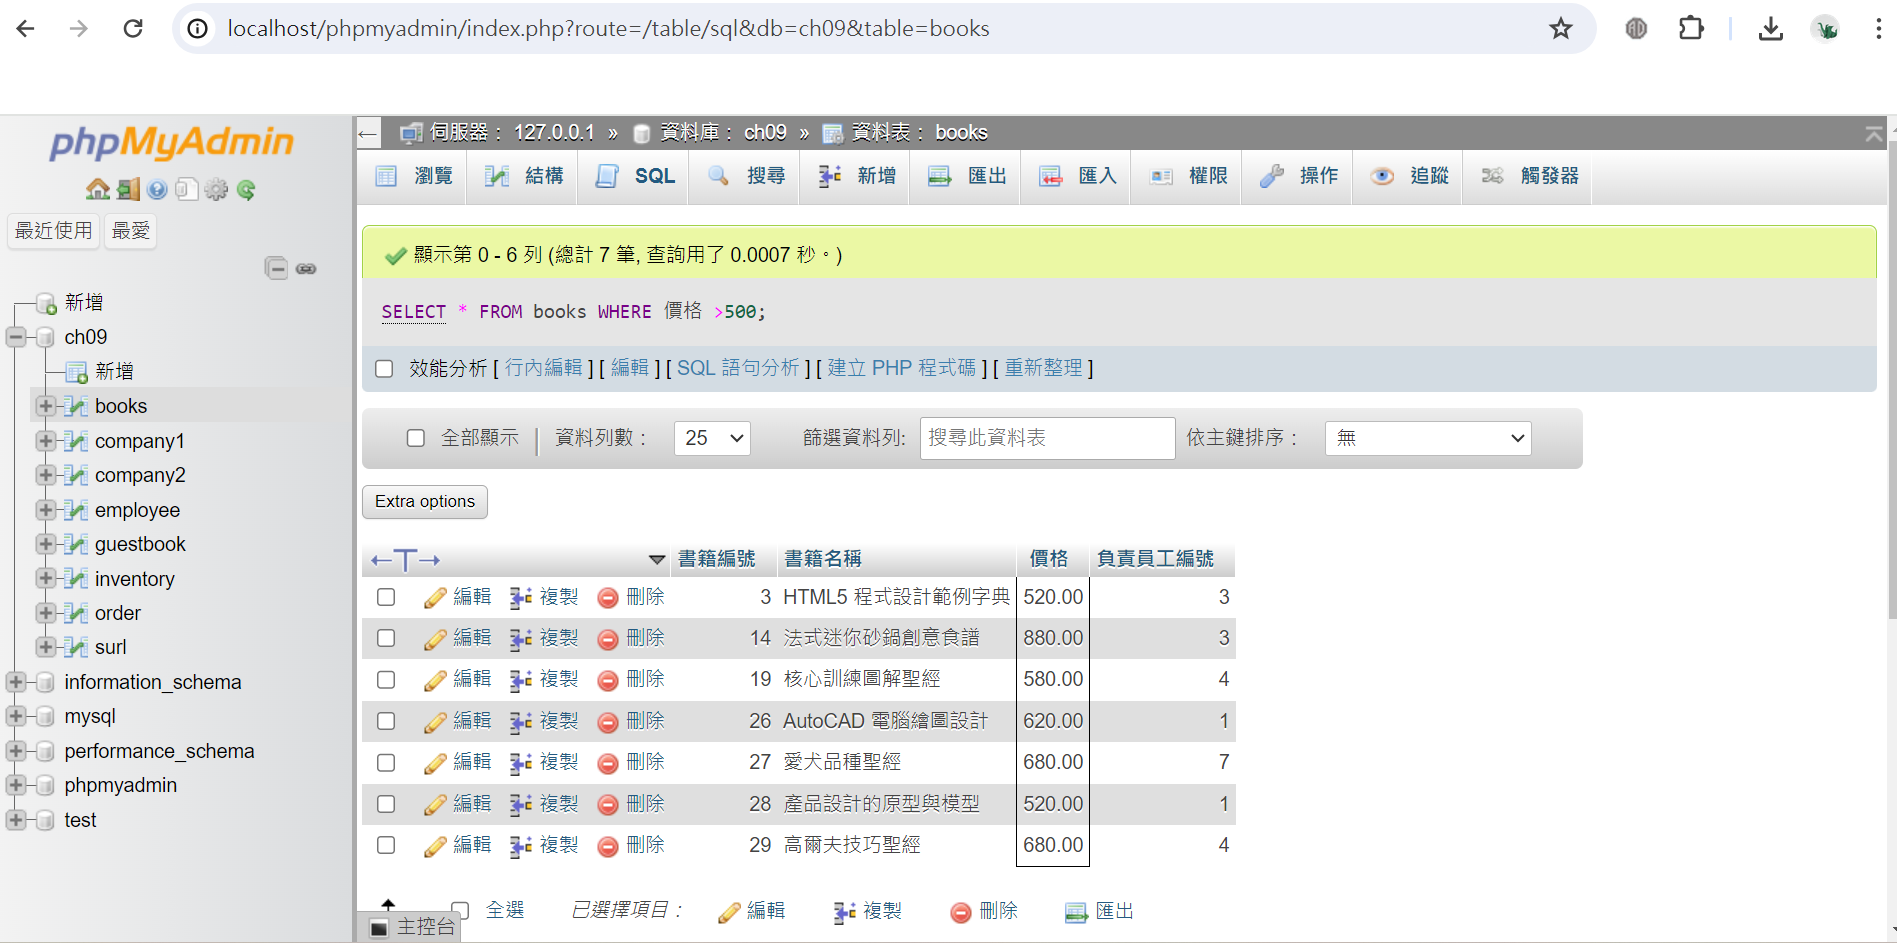 localhost/phpmyadmin/index.php?route=/table/sql&db=ch09&table=books
phpMyAdmin
最近使用 最愛
新增
ch09
新增
books
company1
company2
employee
guestbook
inventory
order
surl
information_schema
mysql
performance_schema
phpmyadmin
test
伺服器： 127.0.0.1 » 資料庫： ch09 » 資料表： books
瀏覽 結構 SQL 搜尋 新增 匯出 匯入 權限 操作 追蹤 觸發器
顯示第 0 - 6 列 (總計 7 筆, 查詢用了 0.0007 秒。)
SELECT * FROM books WHERE 價格 >500;
效能分析 [ 行內編輯 ] [ 編輯 ] [ SQL 語句分析 ] [ 建立 PHP 程式碼 ] [ 重新整理 ]
全部顯示 資料列數： 25 篩選資料列: 搜尋此資料表 依主鍵排序： 無
Extra options
←T→ 書籍編號 書籍名稱 價格 負責員工編號
編輯 複製 刪除 3 HTML5 程式設計範例字典 520.00 3
編輯 複製 刪除 14 法式迷你砂鍋創意食譜 880.00 3
編輯 複製 刪除 19 核心訓練圖解聖經 580.00 4
編輯 複製 刪除 26 AutoCAD 電腦繪圖設計 620.00 1
編輯 複製 刪除 27 愛犬品種聖經 680.00 7
編輯 複製 刪除 28 產品設計的原型與模型 520.00 1
編輯 複製 刪除 29 高爾夫技巧聖經 680.00 4
全選 已選擇項目： 編輯 複製 刪除 匯出
主控台